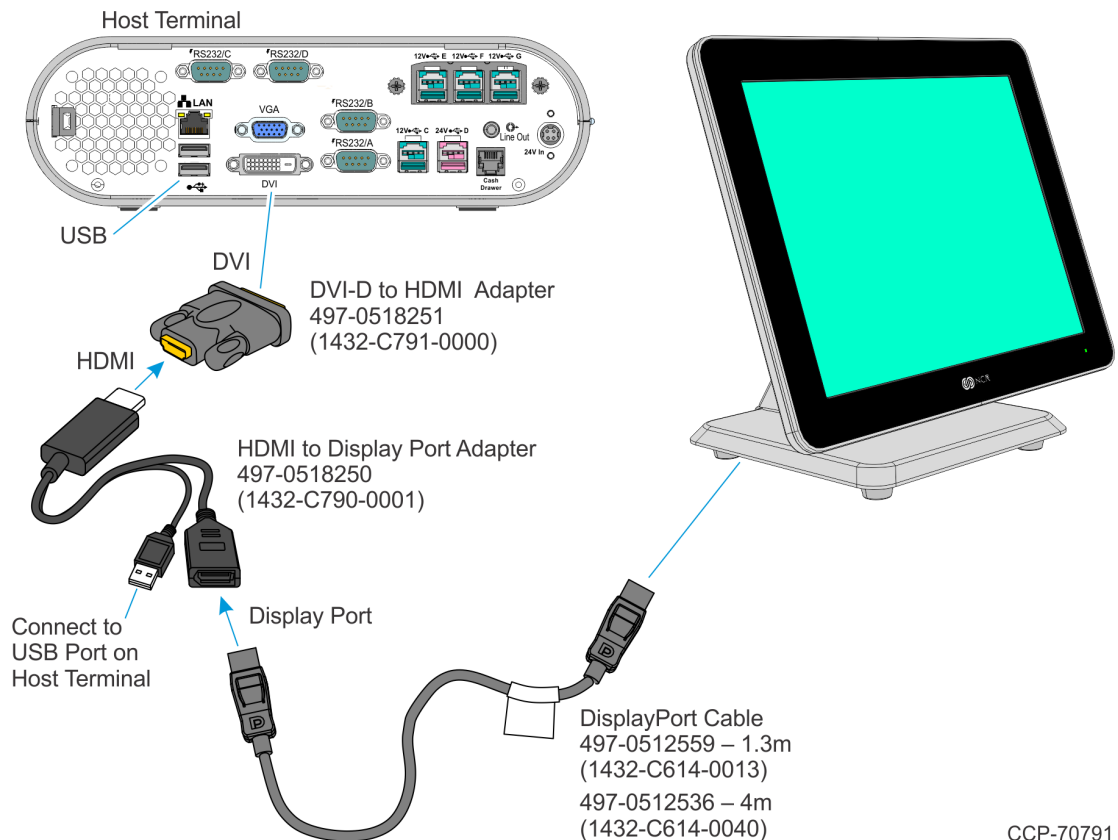 Host Terminal
RS232/C
RS232/D
12V E 12V F 12V G
LAN
VGA
RS232/B
12V C 24V D
Line Out
RS232/A
24V In
DVI
Cash
Drawer
USB
DVI
DVI-D to HDMI Adapter
497-0518251
(1432-C791-0000)
HDMI
NCR
HDMI to Display Port Adapter
497-0518250
(1432-C790-0001)
Display Port
Connect to
USB Port on
Host Terminal
DisplayPort Cable
497-0512559 – 1.3m
(1432-C614-0013)
497-0512536 – 4m
(1432-C614-0040)
CCP-70791